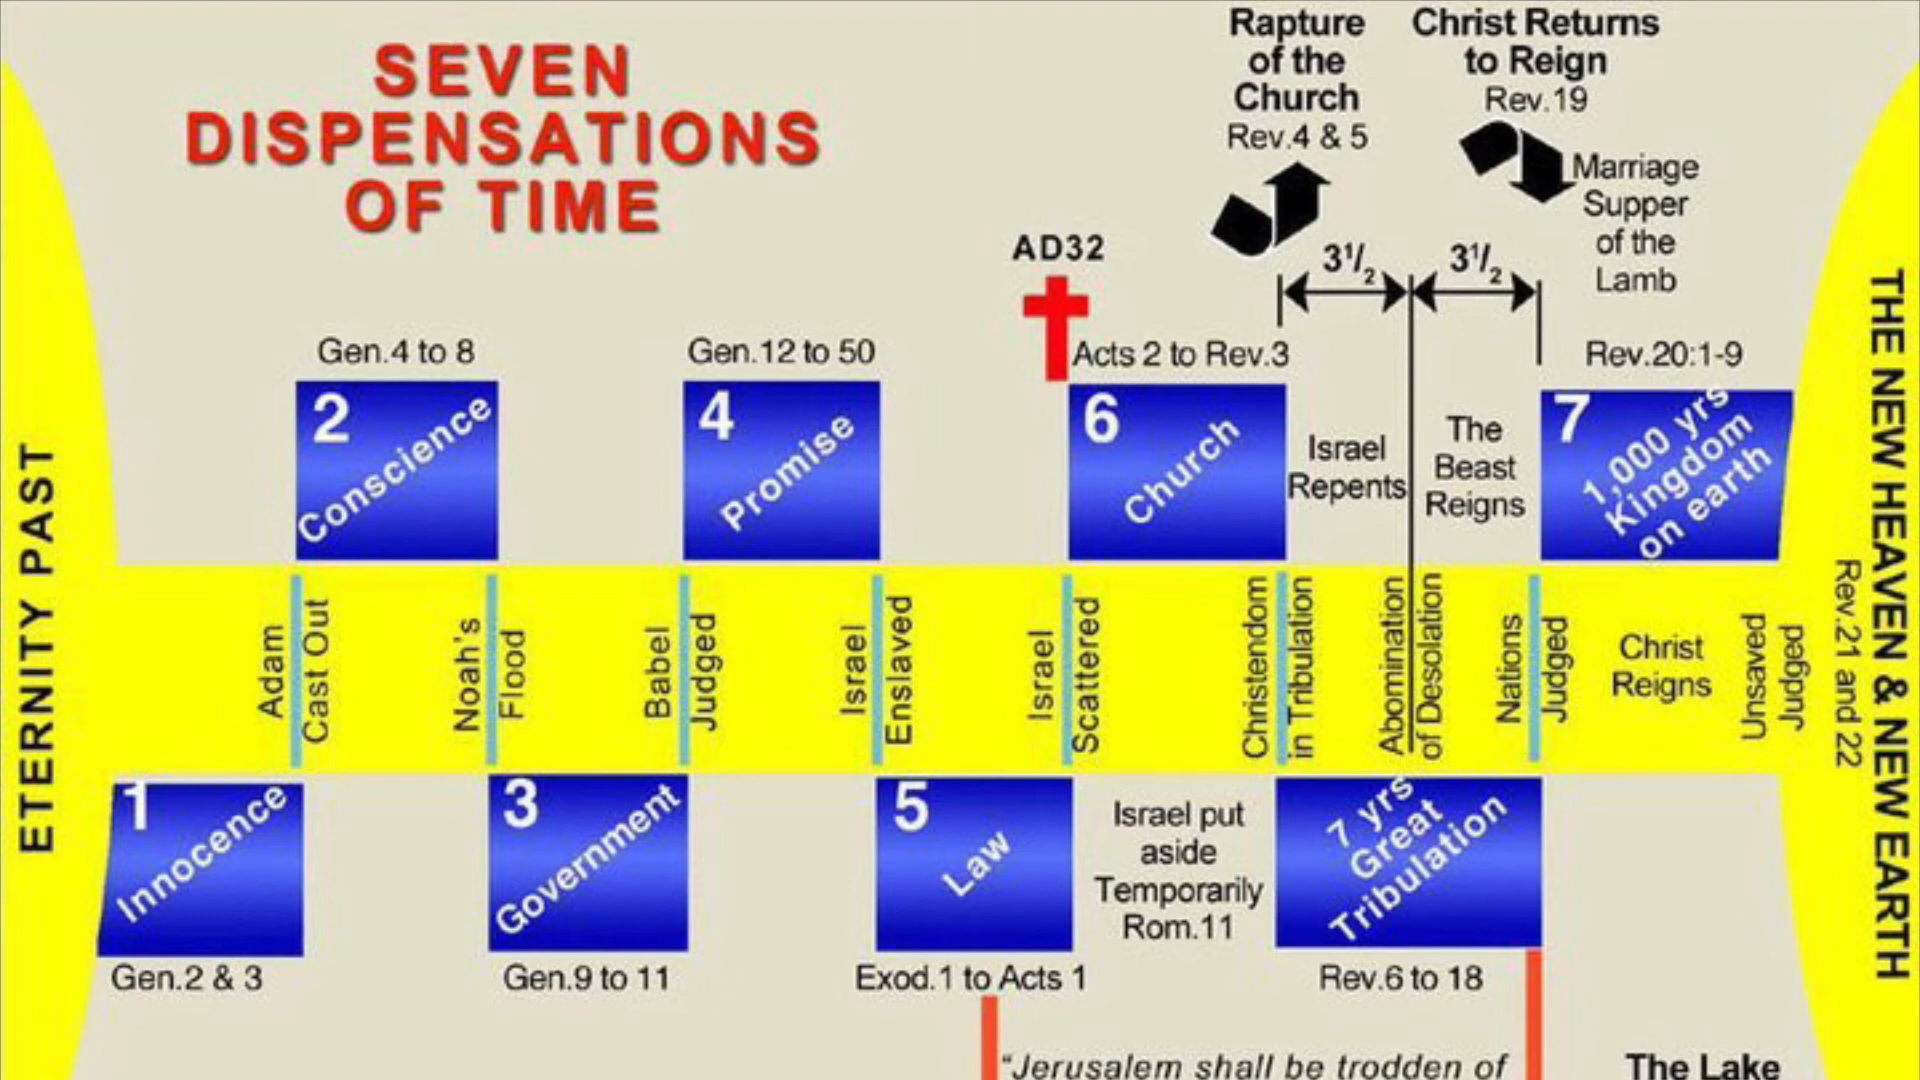 SEVEN
DISPENSATIONS
OF TIME
Rapture
of the
Church
Rev.4 & 5
Christ Returns
to Reign
Rev.19
Marriage
Supper
of the
Lamb
AD32
3 1/2
3 1/2
Gen.4 to 8
Gen.12 to 50
Acts 2 to Rev.3
Rev.20:1-9
2
Conscience
4
Promise
6
Church
Israel
Repents
The
Beast
Reigns
7
1,000 yrs
Kingdom
on earth
ETERNITY PAST
Adam
Cast Out
Noah's
Flood
Babel
Judged
Israel
Enslaved
Israel
Scattered
Christendom
in Tribulation
Abomination
of Desolation
Nations
Judged
Christ
Reigns
Unsaved
Judged
Rev.21 and 22
THE NEW HEAVEN & NEW EARTH
1
Innocence
3
Government
5
Law
Israel put
aside
Temporarily
Rom.11
7 yrs
Great
Tribulation
Gen.2 & 3
Gen.9 to 11
Exod.1 to Acts 1
Rev.6 to 18
“Jerusalem shall be trodden of
The Lake